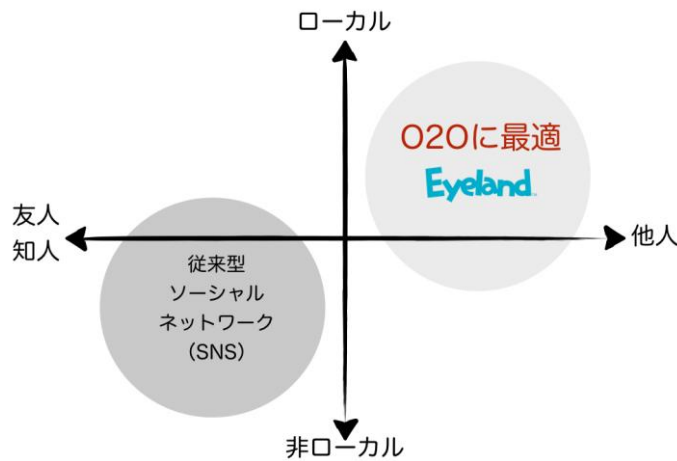 ローカル
O2Oに最適
Eyeland™
友人
知人
他人
従来型
ソーシャル
ネットワーク
(SNS)
非ローカル